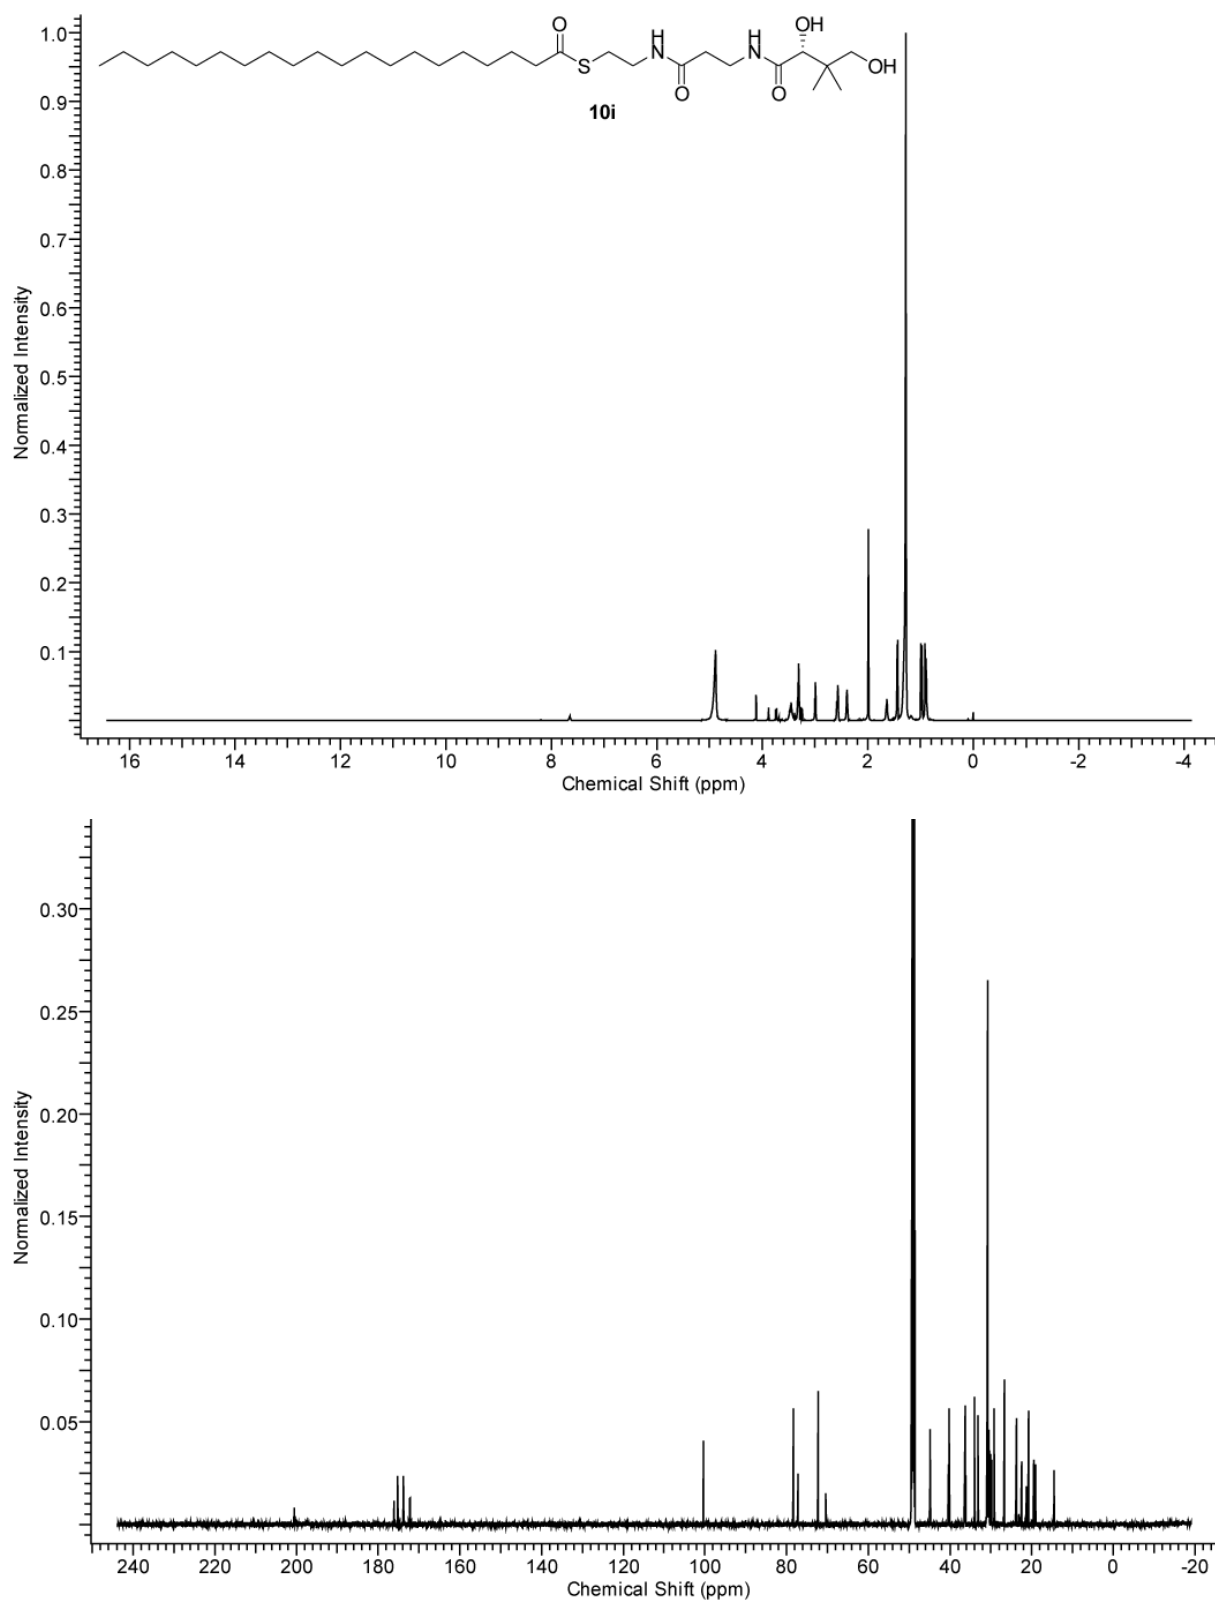 O
OH
H
N
H
N
S
OH
O
O
10i
1.0
0.9
0.8
0.7
0.6
0.5
0.4
0.3
0.2
0.1
Normalized Intensity
16 14 12 10 8 6 4 2 0 -2 -4
Chemical Shift (ppm)
0.30
0.25
0.20
0.15
0.10
0.05
Normalized Intensity
240 220 200 180 160 140 120 100 80 60 40 20 0 -20
Chemical Shift (ppm)